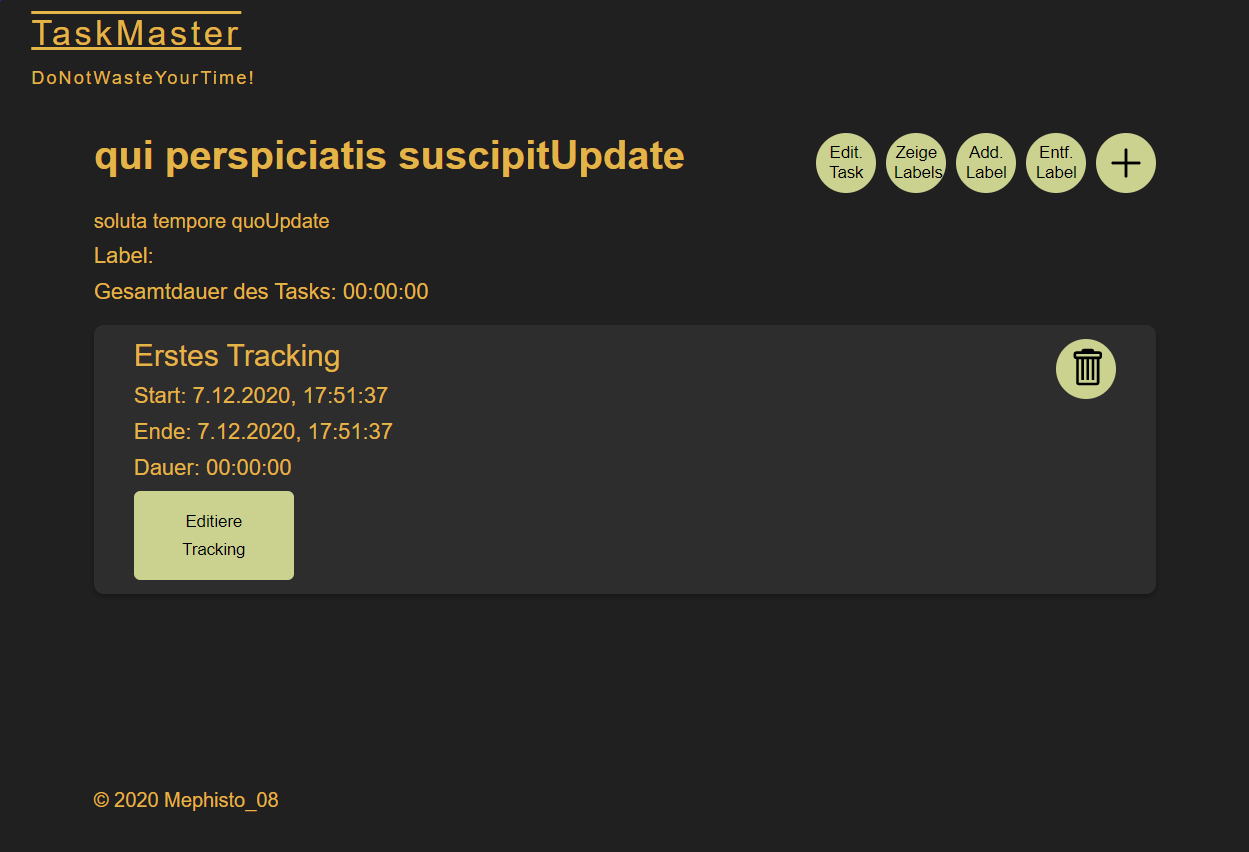 TaskMaster
DoNotWasteYourTime!
qui perspiciatis suscipitUpdate
Edit.
Task
Zeige
Labels
Add.
Label
Entf.
Label
soluta tempore quoUpdate
Label:
Gesamtdauer des Tasks: 00:00:00
Erstes Tracking
Start: 7.12.2020, 17:51:37
Ende: 7.12.2020, 17:51:37
Dauer: 00:00:00
Editiere
Tracking
© 2020 Mephisto_08